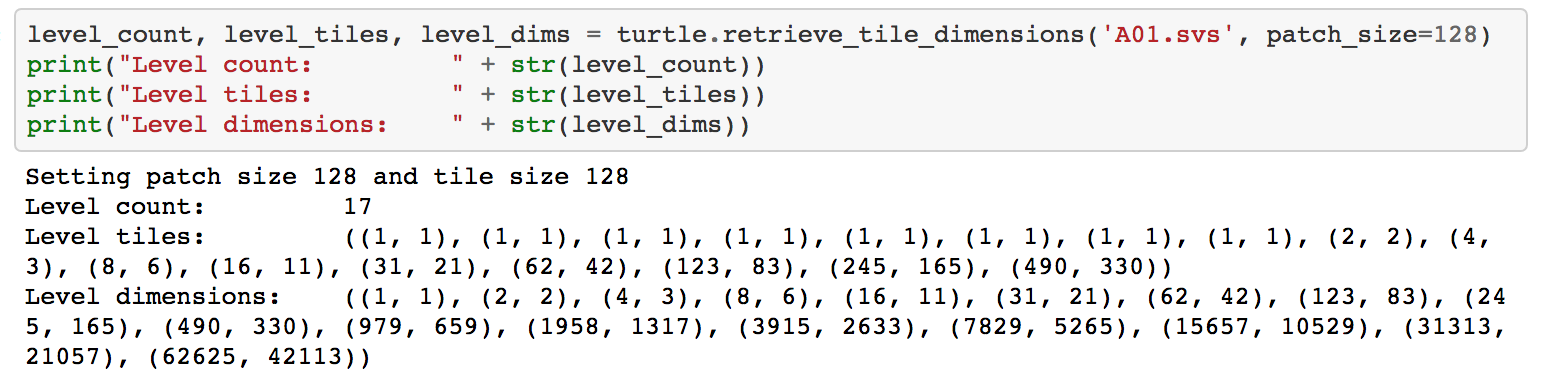 level_count, level_tiles, level_dims = turtle.retrieve_tile_dimensions('A01.svs', patch_size=128)
print("Level count:         " + str(level_count))
print("Level tiles:         " + str(level_tiles))
print("Level dimensions:    " + str(level_dims))
Setting patch size 128 and tile size 128
Level count:         17
Level tiles:         ((1, 1), (1, 1), (1, 1), (1, 1), (1, 1), (1, 1), (1, 1), (1, 1), (2, 2), (4,
3), (8, 6), (16, 11), (31, 21), (62, 42), (123, 83), (245, 165), (490, 330))
Level dimensions:    ((1, 1), (2, 2), (4, 3), (8, 6), (16, 11), (31, 21), (62, 42), (123, 83), (24
5, 165), (490, 330), (979, 659), (1958, 1317), (3915, 2633), (7829, 5265), (15657, 10529), (31313,
21057), (62625, 42113))